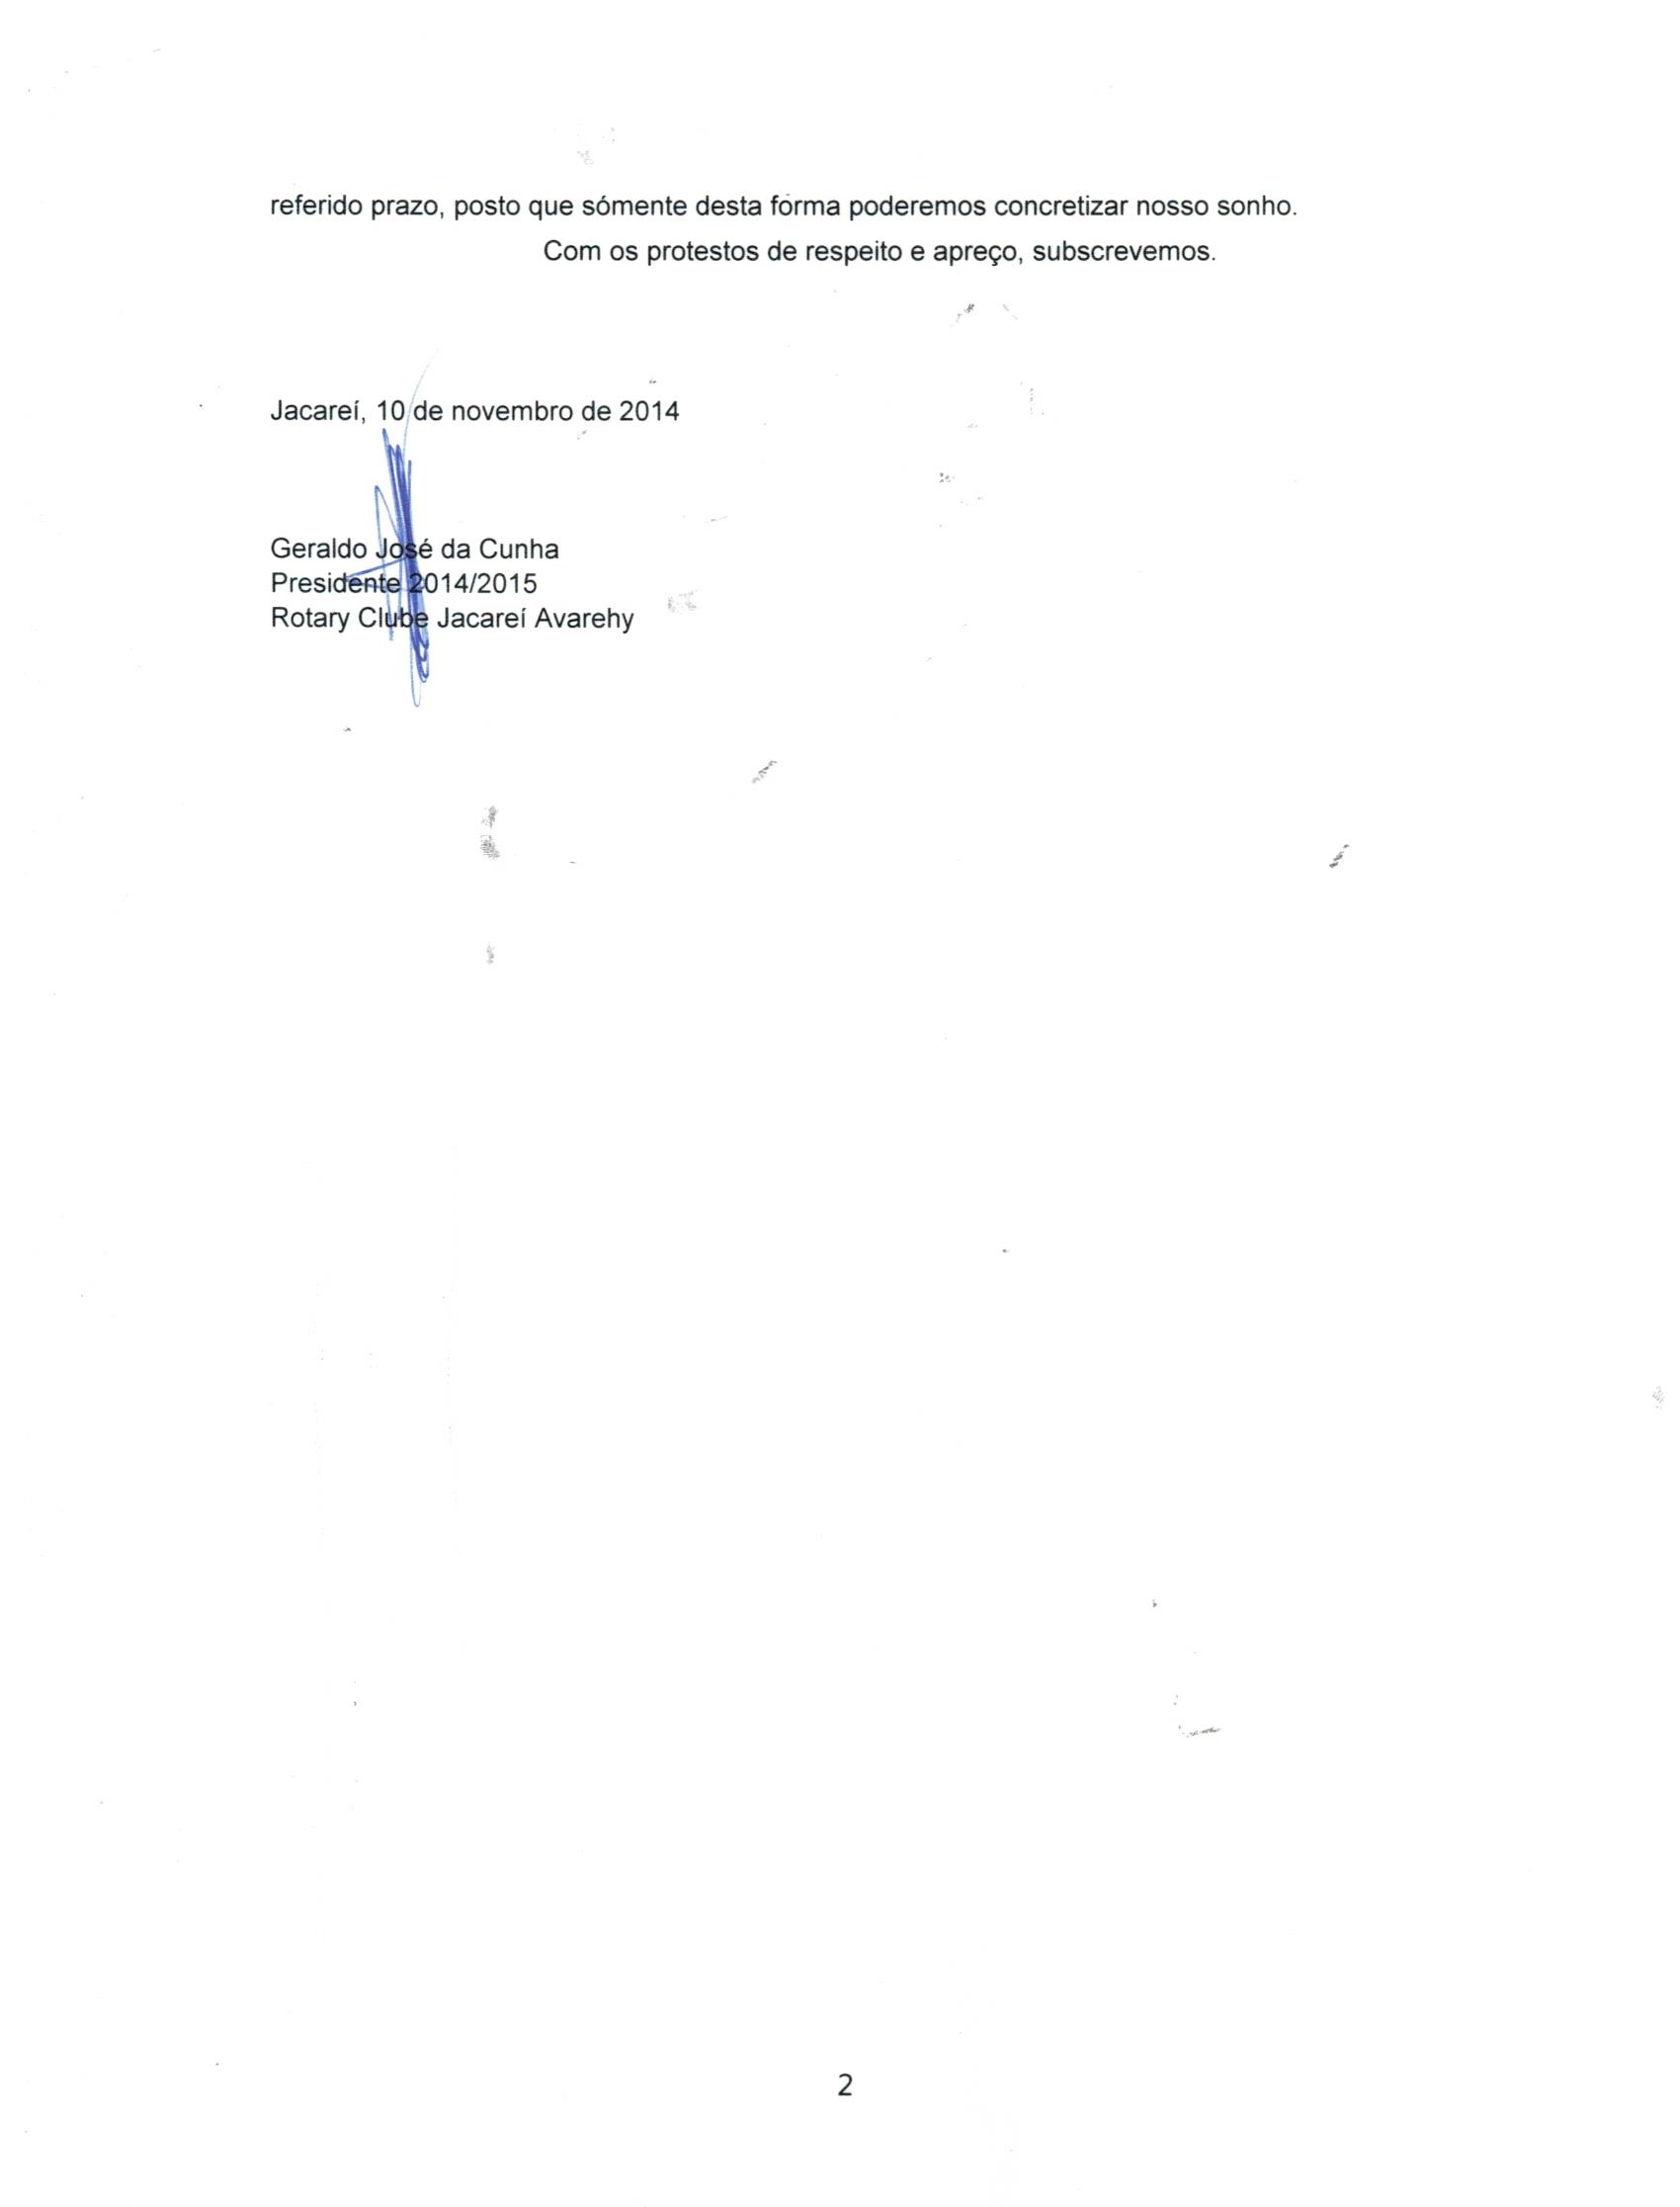 referido prazo, posto que sómente desta forma poderemos concretizar nosso sonho.
Com os protestos de respeito e apreço, subscrevemos.
Jacareí, 10 de novembro de 2014
Geraldo José da Cunha
Presidente 2014/2015
Rotary Clube Jacareí Avarehy
2